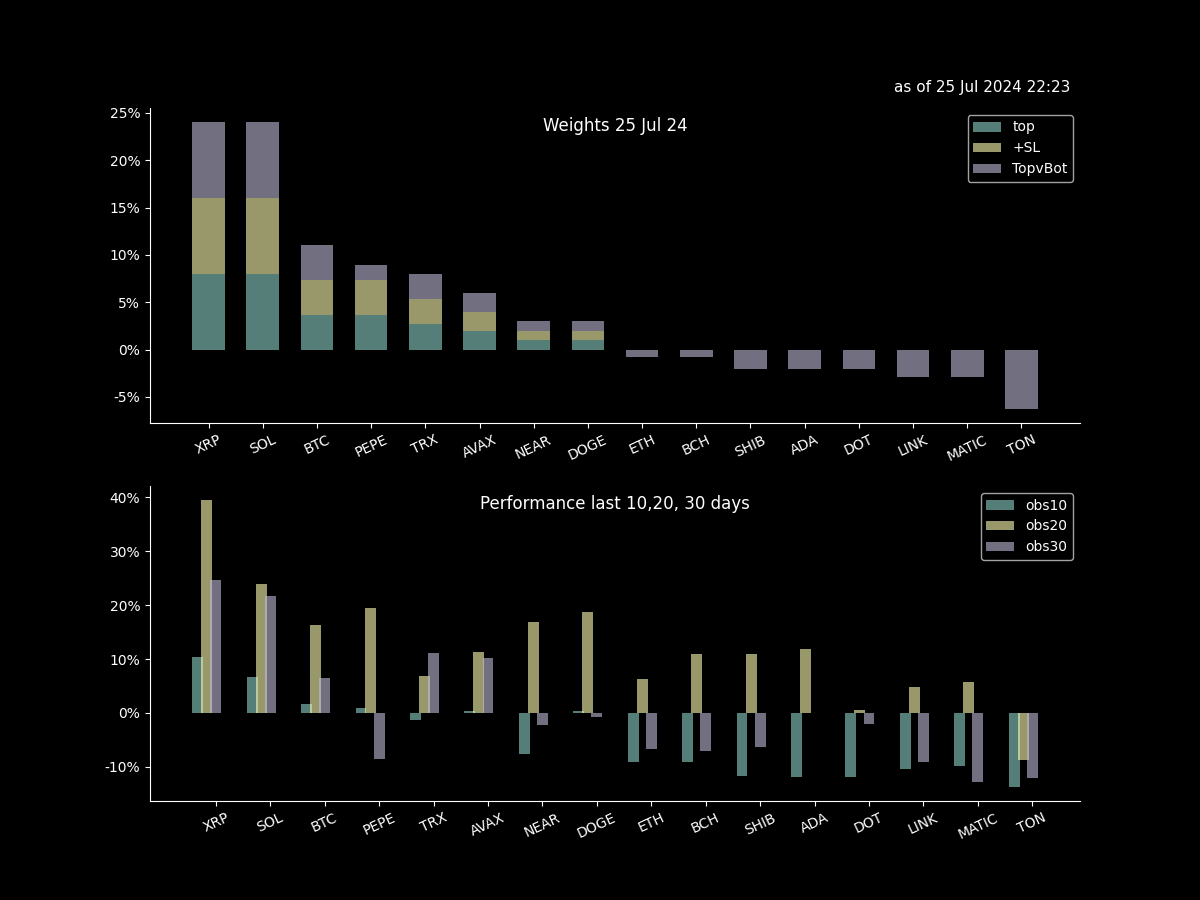 as of 25 Jul 2024 22:23
Weights 25 Jul 24
top
+SL
TopvBot
25%
20%
15%
10%
5%
0%
-5%
XRP SOL BTC PEPE TRX AVAX NEAR DOGE ETH BCH SHIB ADA DOT LINK MATIC TON
Performance last 10,20, 30 days
obs10
obs20
obs30
40%
30%
20%
10%
0%
-10%
XRP SOL BTC PEPE TRX AVAX NEAR DOGE ETH BCH SHIB ADA DOT LINK MATIC TON